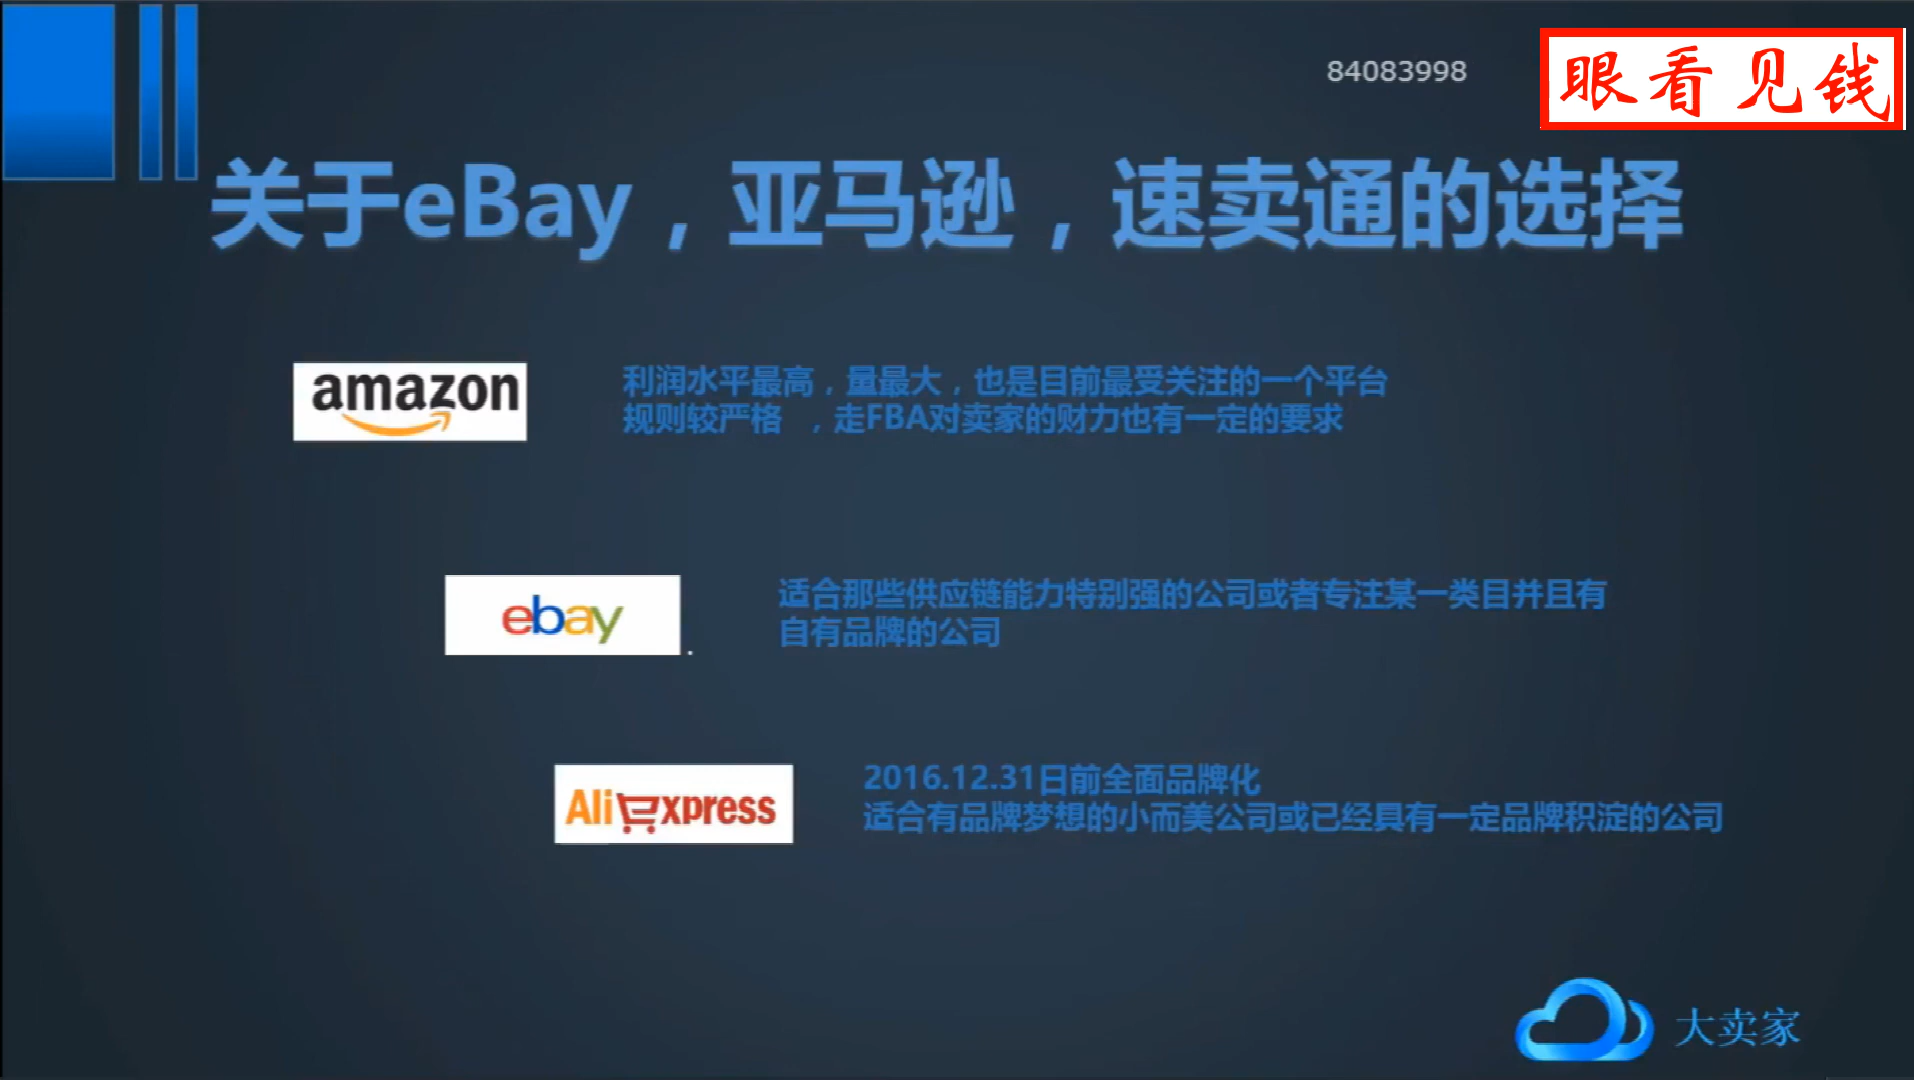 84083998
眼看见钱
关于eBay，亚马逊，速卖通的选择
amazon
利润水平最高，量最大，也是目前最受关注的一个平台
规则较严格 ，走FBA对卖家的财力也有一定的要求
ebay
.
适合那些供应链能力特别强的公司或者专注某一类目并且有
自有品牌的公司
AliExpress
2016.12.31日前全面品牌化
适合有品牌梦想的小而美公司或已经具有一定品牌积淀的公司
大卖家